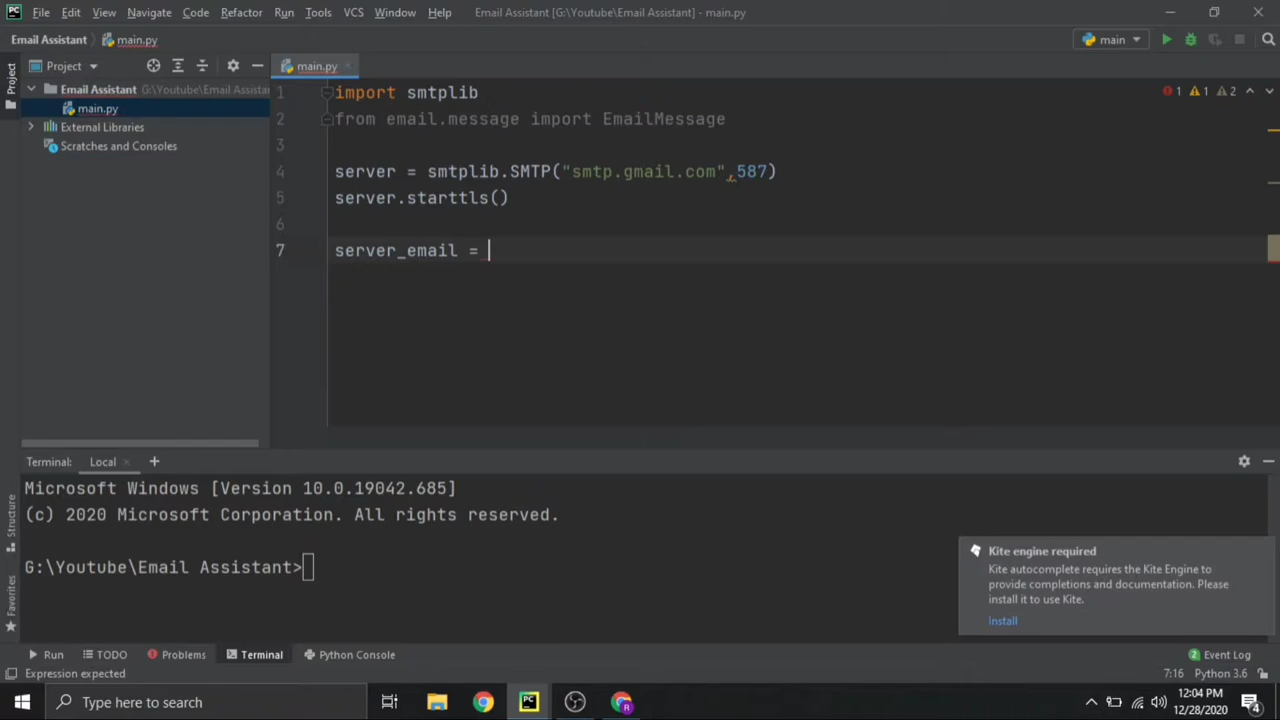 File Edit View Navigate Code Refactor Run Tools VCS Window Help Email Assistant [G:\Youtube\Email Assistant] - main.py
Email Assistant main.py main
Project main.py
Project
1 import smtplib
2 from email.message import EmailMessage
3
4 server = smtplib.SMTP("smtp.gmail.com",587)
5 server.starttls()
6
7 server_email =
1 1 2
Email Assistant G:\Youtube\Email Assistan
main.py
External Libraries
Scratches and Consoles
Terminal: Local
Microsoft Windows [Version 10.0.19042.685]
(c) 2020 Microsoft Corporation. All rights reserved.
G:\Youtube\Email Assistant>
Structure
Favorites
Kite engine required
Kite autocomplete requires the Kite Engine to
provide completions and documentation. Please
install it to use Kite.
Install
Run TODO Problems Terminal Python Console 2 Event Log
Expression expected 7:16 Python 3.6
Type here to search PC R 12:04 PM
12/28/2020 4